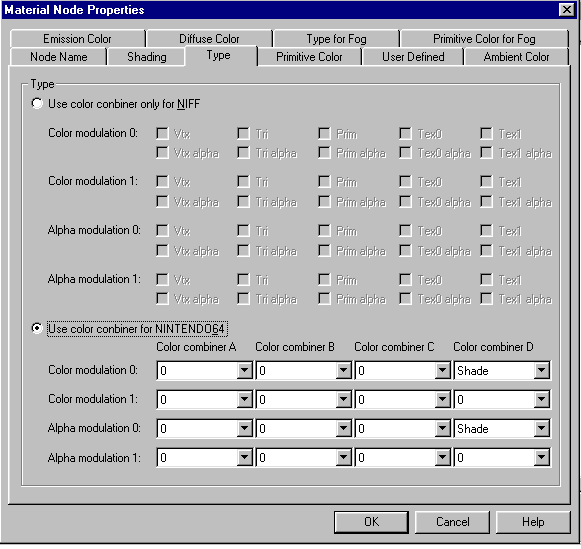 Material Node Properties
Emission Color Diffuse Color Type for Fog Primitive Color for Fog
Node Name Shading Type Primitive Color User Defined Ambient Color
Type
Use color conbiner only for NIFF
Color modulation 0: Vtx Tri Prim Tex0 Tex1
Vtx alpha Tri alpha Prim alpha Tex0 alpha Tex1 alpha
Color modulation 1: Vtx Tri Prim Tex0 Tex1
Vtx alpha Tri alpha Prim alpha Tex0 alpha Tex1 alpha
Alpha modulation 0: Vtx Tri Prim Tex0 Tex1
Vtx alpha Tri alpha Prim alpha Tex0 alpha Tex1 alpha
Alpha modulation 1: Vtx Tri Prim Tex0 Tex1
Vtx alpha Tri alpha Prim alpha Tex0 alpha Tex1 alpha
Use color conbiner for NINTENDO64
Color combiner A Color combiner B Color combiner C Color combiner D
Color modulation 0: 0 0 0 Shade
Color modulation 1: 0 0 0 0
Alpha modulation 0: 0 0 0 Shade
Alpha modulation 1: 0 0 0 0
OK Cancel Help